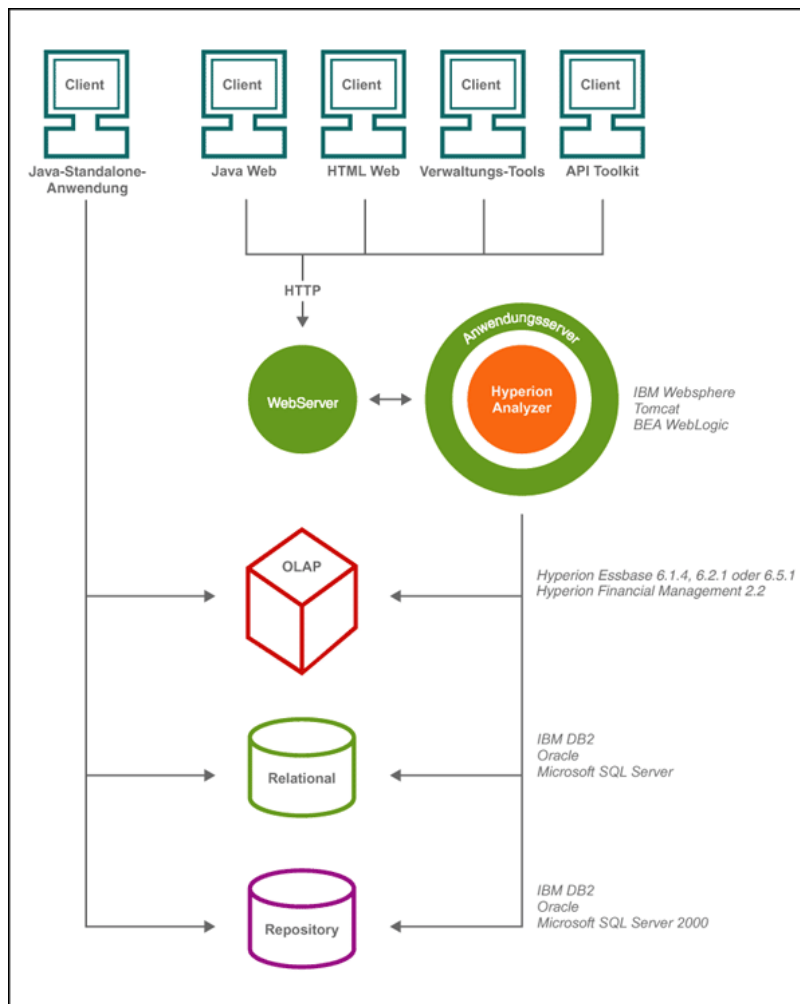 Client
Client
Client
Client
Client
Java-Standalone-
Anwendung
Java Web
HTML Web
Verwaltungs-Tools
API Toolkit
HTTP
WebServer
Anwendungsserver
Hyperion
Analyzer
IBM Websphere
Tomcat
BEA WebLogic
OLAP
Hyperion Essbase 6.1.4, 6.2.1 oder 6.5.1
Hyperion Financial Management 2.2
Relational
IBM DB2
Oracle
Microsoft SQL Server
Repository
IBM DB2
Oracle
Microsoft SQL Server 2000